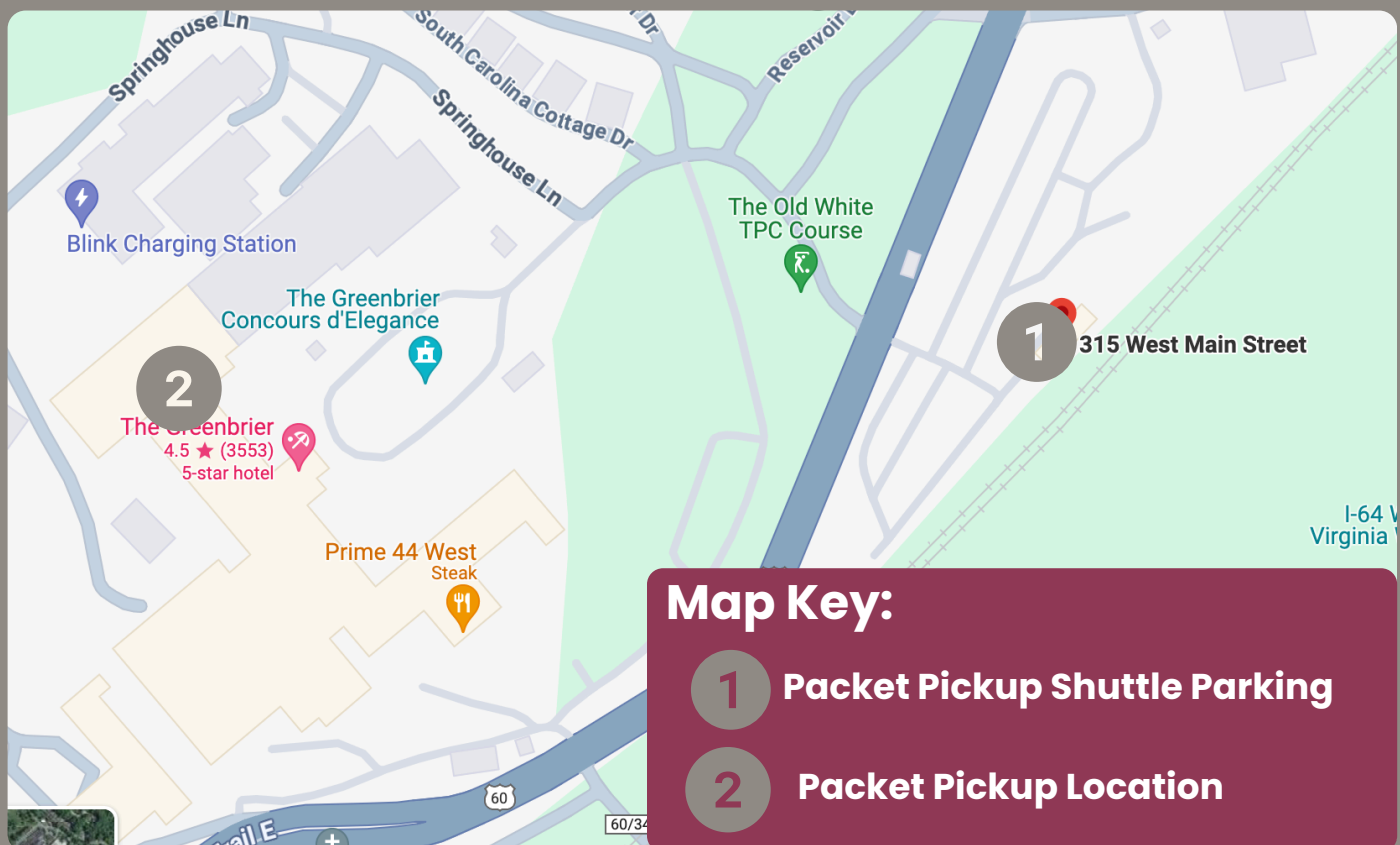 Springhouse Ln
South Carolina Cottage Dr
Dr
Reservoir
Springhouse Ln
Blink Charging Station
The Old White
TPC Course
The Greenbrier
Concours d'Elegance
1
315 West Main Street
2
The Greenbrier
4.5 ★ (3553)
5-star hotel
I-64 W
Virginia
Prime 44 West
Steak
Map Key:
1 Packet Pickup Shuttle Parking
2 Packet Pickup Location
60
60/34
ail E